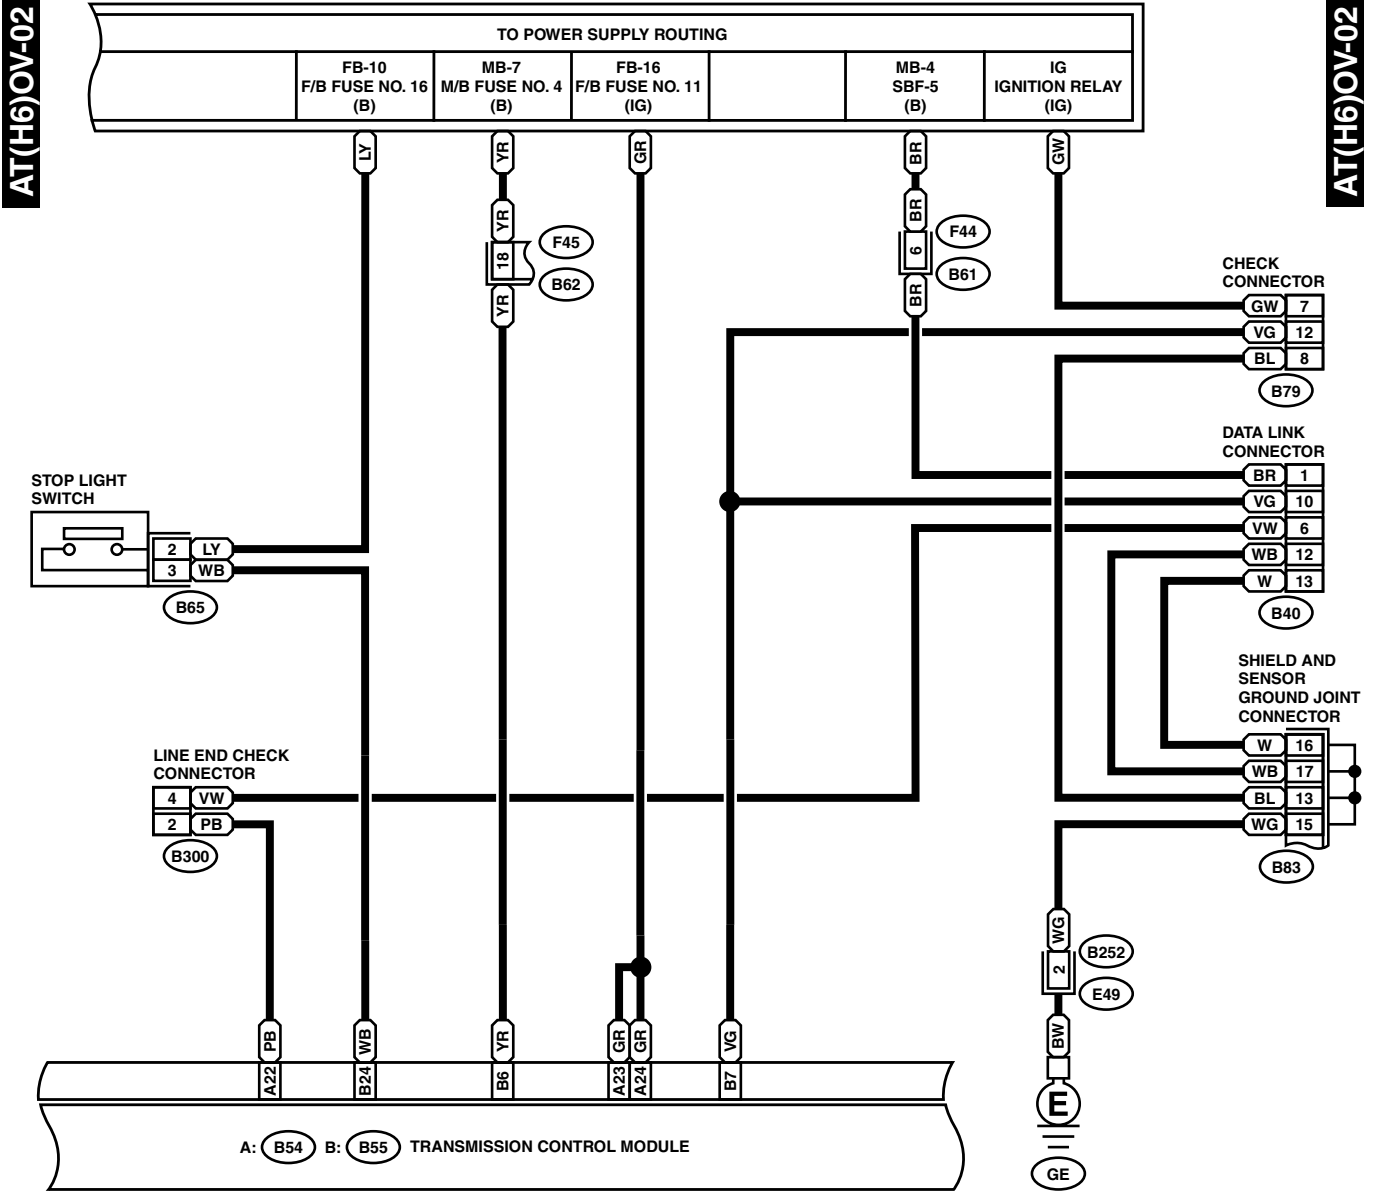 AT(H6)OV-02
AT(H6)OV-02
TO POWER SUPPLY ROUTING
FB-10
F/B FUSE NO. 16
(B)
MB-7
M/B FUSE NO. 4
(B)
FB-16
F/B FUSE NO. 11
(IG)
MB-4
SBF-5
(B)
IG
IGNITION RELAY
(IG)
LY
YR
GR
BR
GW
YR
18
YR
F45
B62
BR
6
BR
F44
B61
CHECK
CONNECTOR
GW 7
VG 12
BL 8
B79
DATA LINK
CONNECTOR
BR 1
VG 10
VW 6
WB 12
W 13
B40
STOP LIGHT
SWITCH
2 LY
3 WB
B65
SHIELD AND
SENSOR
GROUND JOINT
CONNECTOR
W 16
WB 17
BL 13
WG 15
B83
LINE END CHECK
CONNECTOR
4 VW
2 PB
B300
WG
2
BW
B252
E49
E
GE
PB
WB
YR
GR
GR
VG
A22
B24
B6
A23
A24
B7
A: B54 B: B55 TRANSMISSION CONTROL MODULE